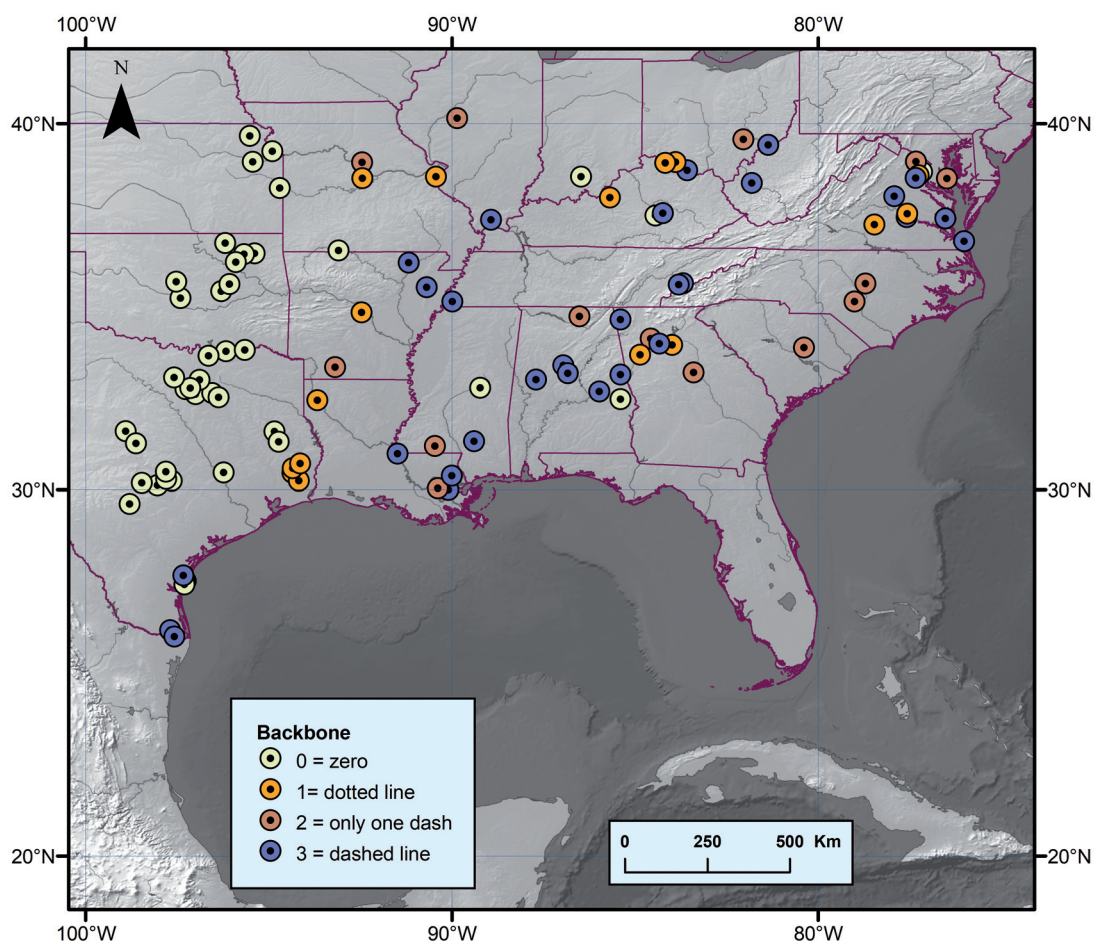 100°W 90°W 80°W
N
40°N 40°N
30°N 30°N
Backbone
0 = zero
1= dotted line
2 = only one dash
3 = dashed line
0 250 500 Km
20°N 20°N
100°W 90°W 80°W